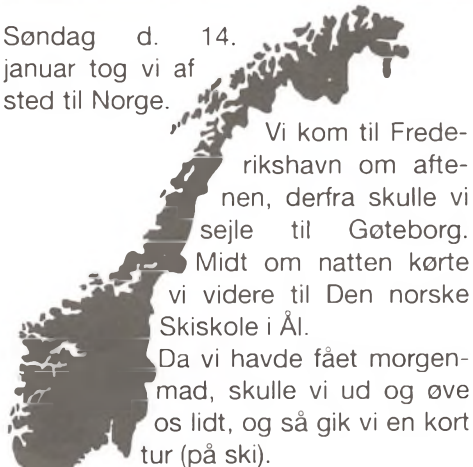 Søndag d. 14.
januar tog vi af
sted til Norge.
Vi kom til Frede-
rikshavn om afte-
nen, derfra skulle vi
sejle til Gøteborg.
Midt om natten kørte
vi videre til Den norske
Skiskole i Ål.
Da vi havde fået morgen-
mad, skulle vi ud og øve
os lidt, og så gik vi en kort
tur (på ski).